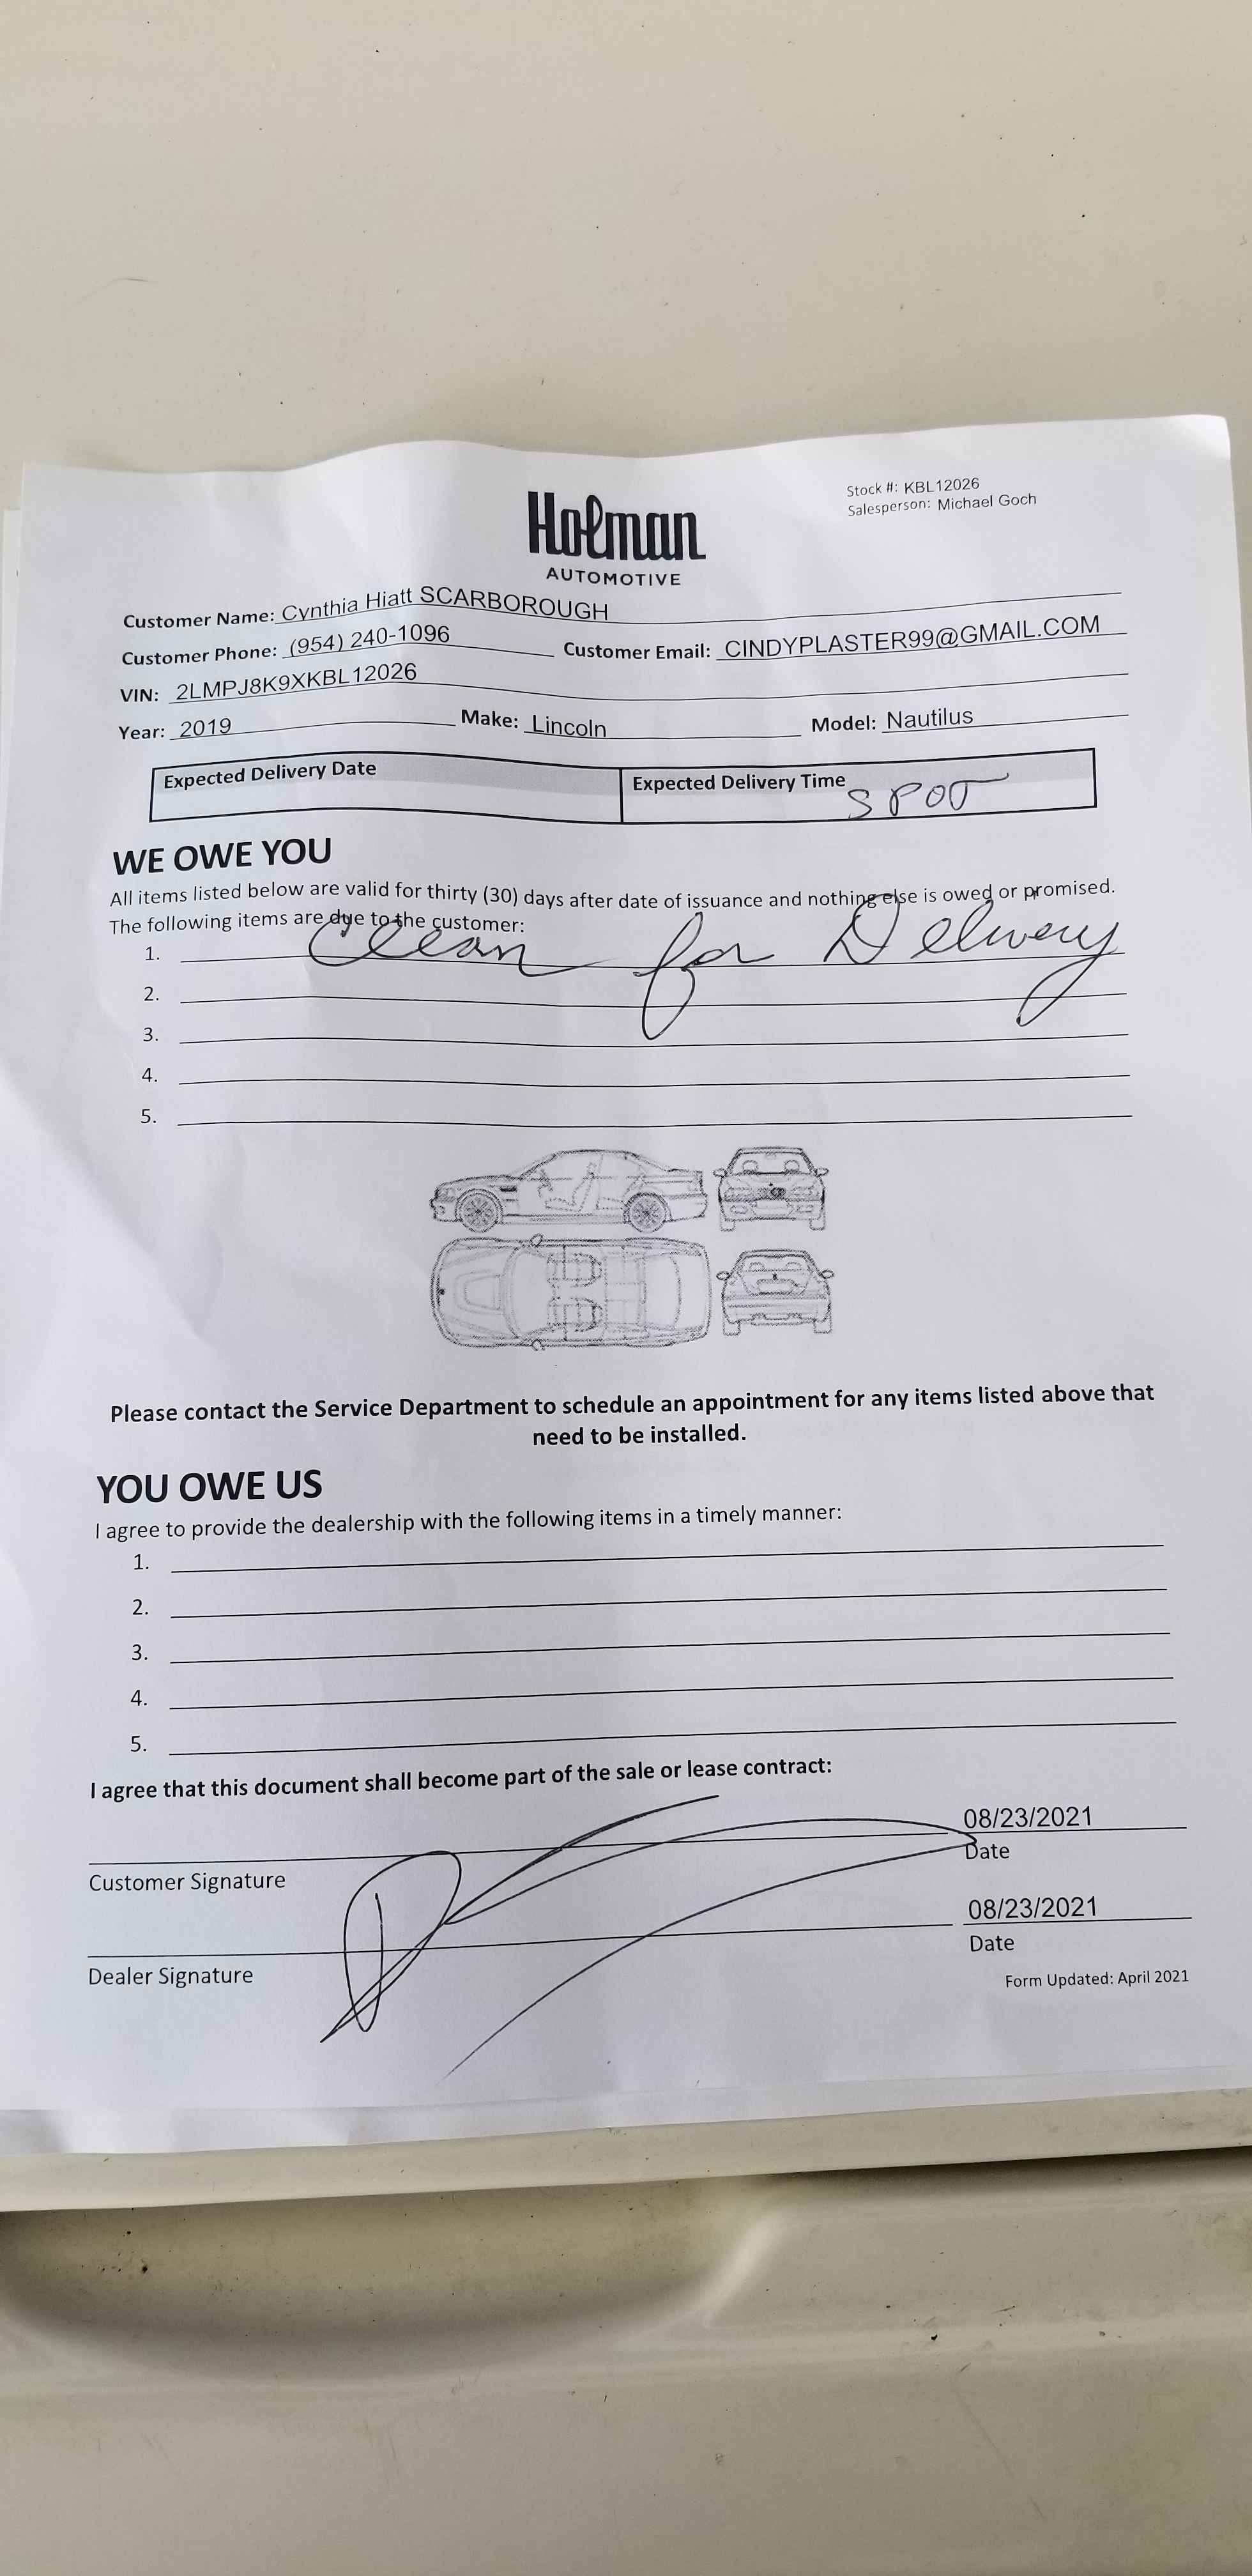 Holman
AUTOMOTIVE
Stock #: KBL12026
Salesperson: Michael Goch
Customer Name: Cynthia Hiatt SCARBOROUGH
Customer Phone: (954) 240-1096 Customer Email: CINDYPLASTER99@GMAIL.COM
VIN: 2LMPJ8K9XKBL12026
Year: 2019 Make: Lincoln Model: Nautilus
Expected Delivery Date Expected Delivery Time SPOT
WE OWE YOU
All items listed below are valid for thirty (30) days after date of issuance and nothing else is owed or promised.
The following items are due to the customer:
1. Clean for Delivery
2.
3.
4.
5.
Please contact the Service Department to schedule an appointment for any items listed above that
need to be installed.
YOU OWE US
I agree to provide the dealership with the following items in a timely manner:
1.
2.
3.
4.
5.
I agree that this document shall become part of the sale or lease contract:
08/23/2021
Customer Signature Date
08/23/2021
Dealer Signature Date
Form Updated: April 2021